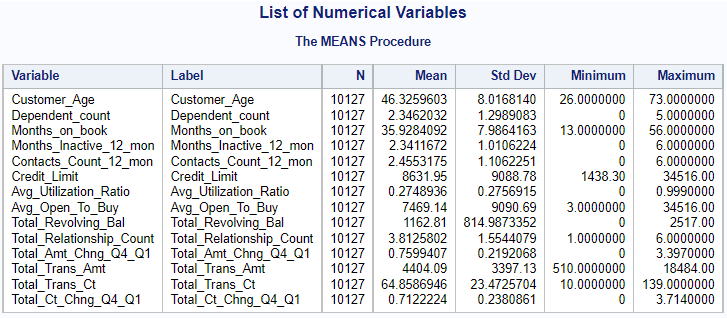 List of Numerical Variables
The MEANS Procedure
Variable Label N Mean Std Dev Minimum Maximum
Customer_Age Customer_Age 10127 46.3259603 8.0168140 26.0000000 73.0000000
Dependent_count Dependent_count 10127 2.3462032 1.2989083 0 5.0000000
Months_on_book Months_on_book 10127 35.9284092 7.9864163 13.0000000 56.0000000
Months_Inactive_12_mon Months_Inactive_12_mon 10127 2.3411672 1.0106224 0 6.0000000
Contacts_Count_12_mon Contacts_Count_12_mon 10127 2.4553175 1.1062251 0 6.0000000
Credit_Limit Credit_Limit 10127 8631.95 9088.78 1438.30 34516.00
Avg_Utilization_Ratio Avg_Utilization_Ratio 10127 0.2748936 0.2756915 0 0.9990000
Avg_Open_To_Buy Avg_Open_To_Buy 10127 7469.14 9090.69 3.0000000 34516.00
Total_Revolving_Bal Total_Revolving_Bal 10127 1162.81 814.9873352 0 2517.00
Total_Relationship_Count Total_Relationship_Count 10127 3.8125802 1.5544079 1.0000000 6.0000000
Total_Amt_Chng_Q4_Q1 Total_Amt_Chng_Q4_Q1 10127 0.7599407 0.2192068 0 3.3970000
Total_Trans_Amt Total_Trans_Amt 10127 4404.09 3397.13 510.0000000 18484.00
Total_Trans_Ct Total_Trans_Ct 10127 64.8586946 23.4725704 10.0000000 139.0000000
Total_Ct_Chng_Q4_Q1 Total_Ct_Chng_Q4_Q1 10127 0.7122224 0.2380861 0 3.7140000